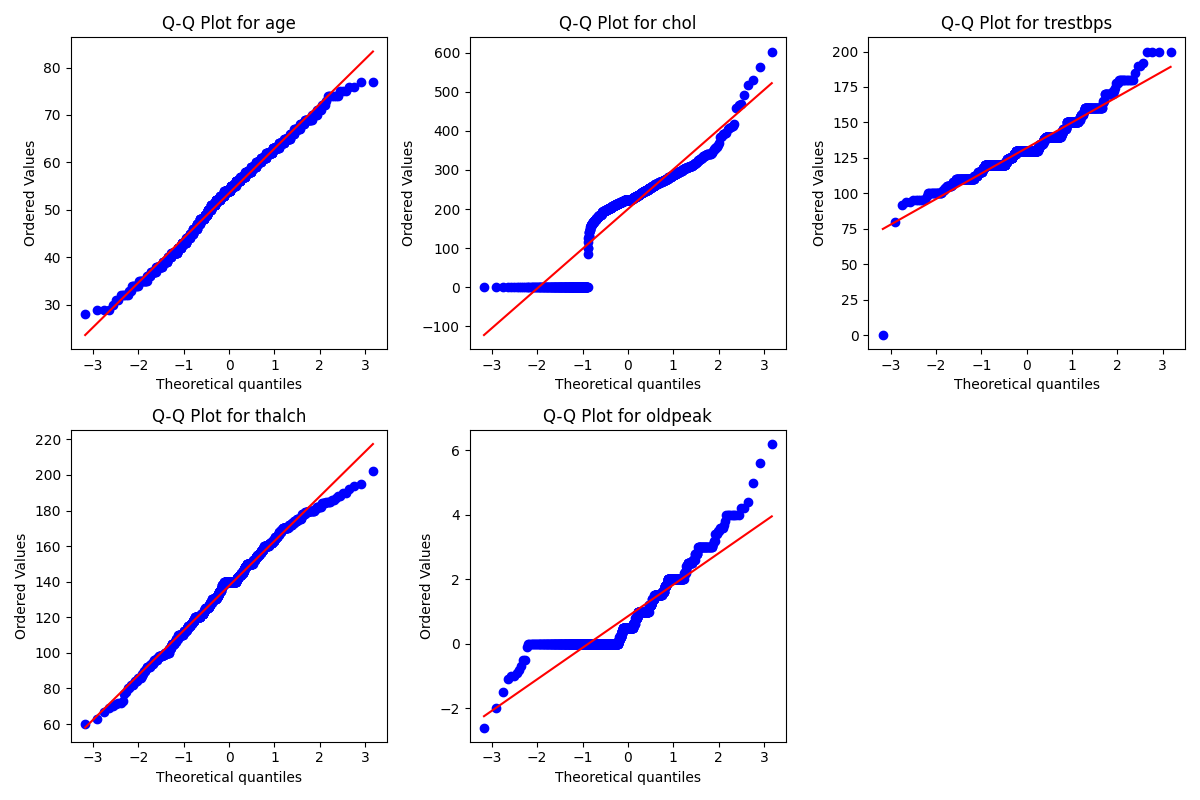 Q-Q Plot for age
Ordered Values
80
70
60
50
40
30
−3 −2 −1 0 1 2 3
Theoretical quantiles
Q-Q Plot for chol
Ordered Values
600
500
400
300
200
100
0
−100
−3 −2 −1 0 1 2 3
Theoretical quantiles
Q-Q Plot for trestbps
Ordered Values
200
175
150
125
100
75
50
25
0
−3 −2 −1 0 1 2 3
Theoretical quantiles
Q-Q Plot for thalch
Ordered Values
220
200
180
160
140
120
100
80
60
−3 −2 −1 0 1 2 3
Theoretical quantiles
Q-Q Plot for oldpeak
Ordered Values
6
4
2
0
−2
−3 −2 −1 0 1 2 3
Theoretical quantiles